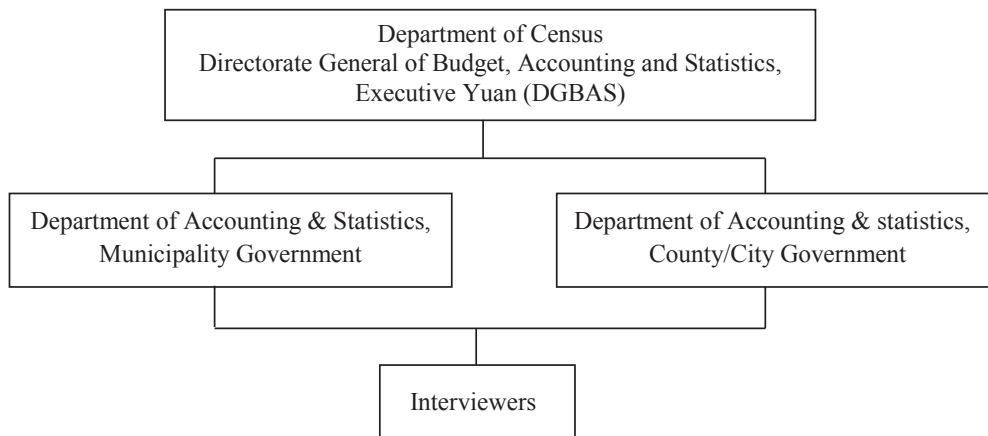 Department of Census
Directorate General of Budget, Accounting and Statistics,
Executive Yuan (DGBAS)
Department of Accounting & Statistics,
Municipality Government
Department of Accounting & statistics,
County/City Government
Interviewers